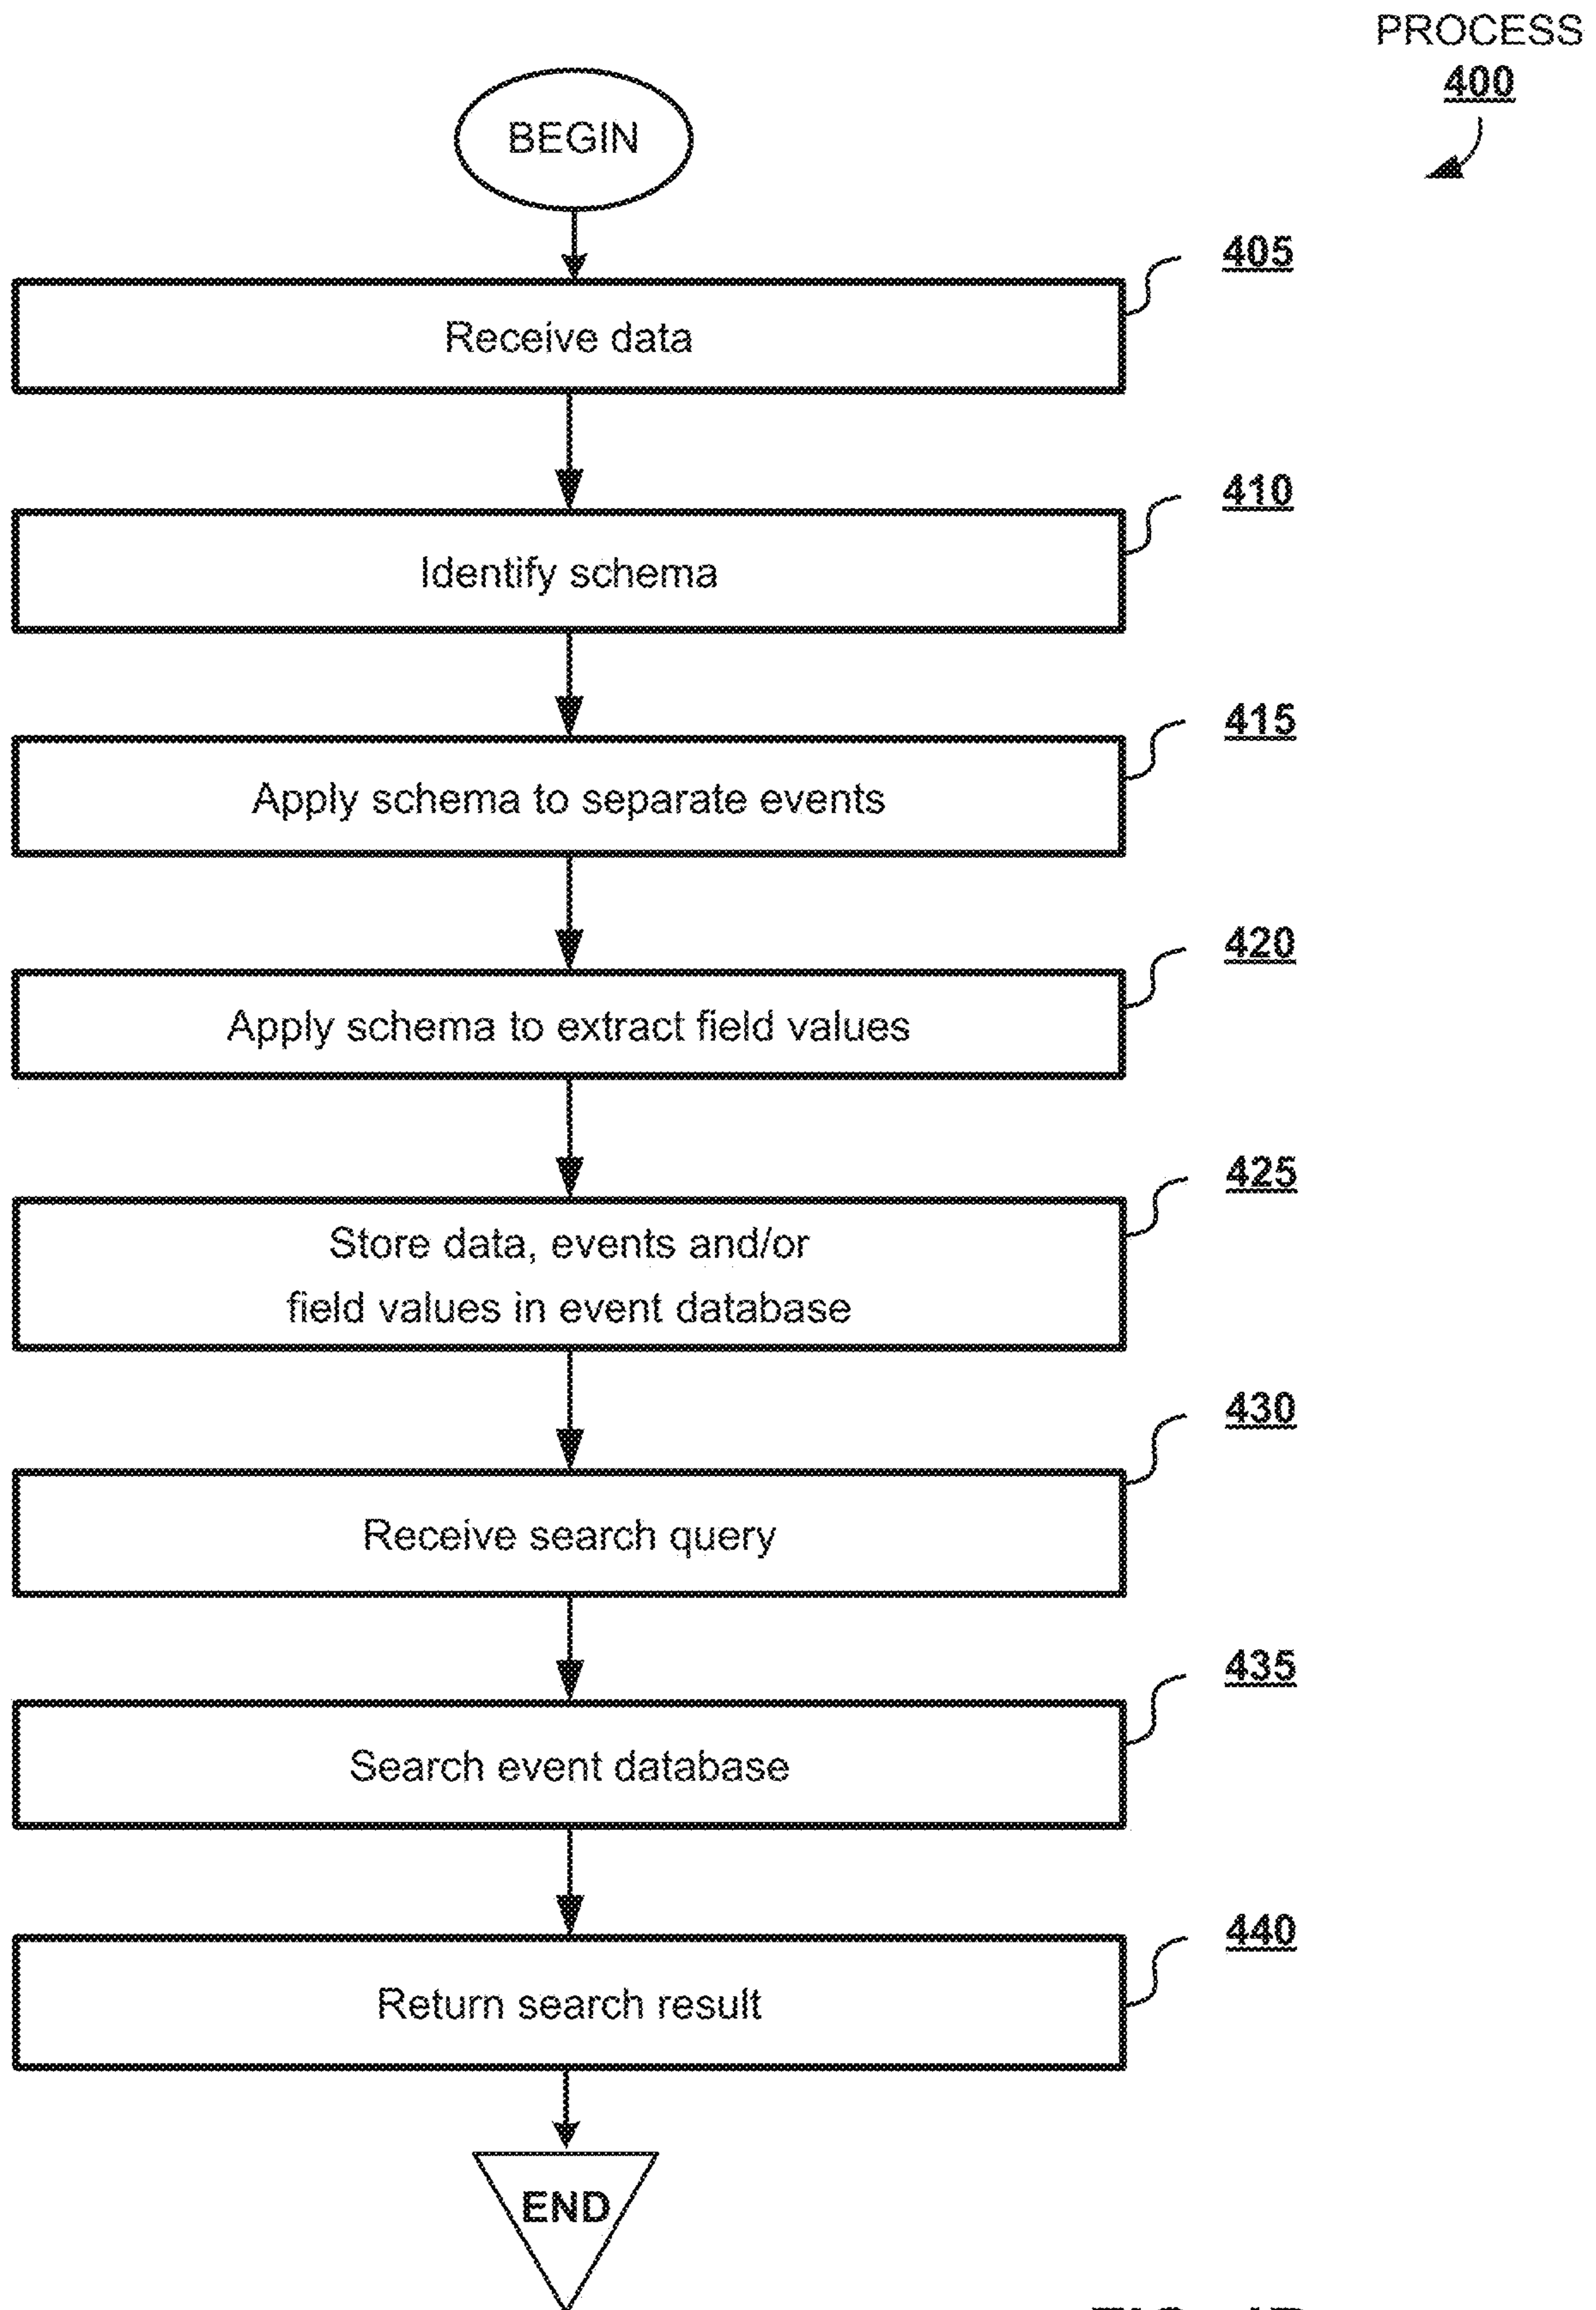 PROCESS
400
BEGIN
405
Receive data
410
Identify schema
415
Apply schema to separate events
420
Apply schema to extract field values
425
Store data, events and/or
field values in event database
430
Receive search query
435
Search event database
440
Return search result
END